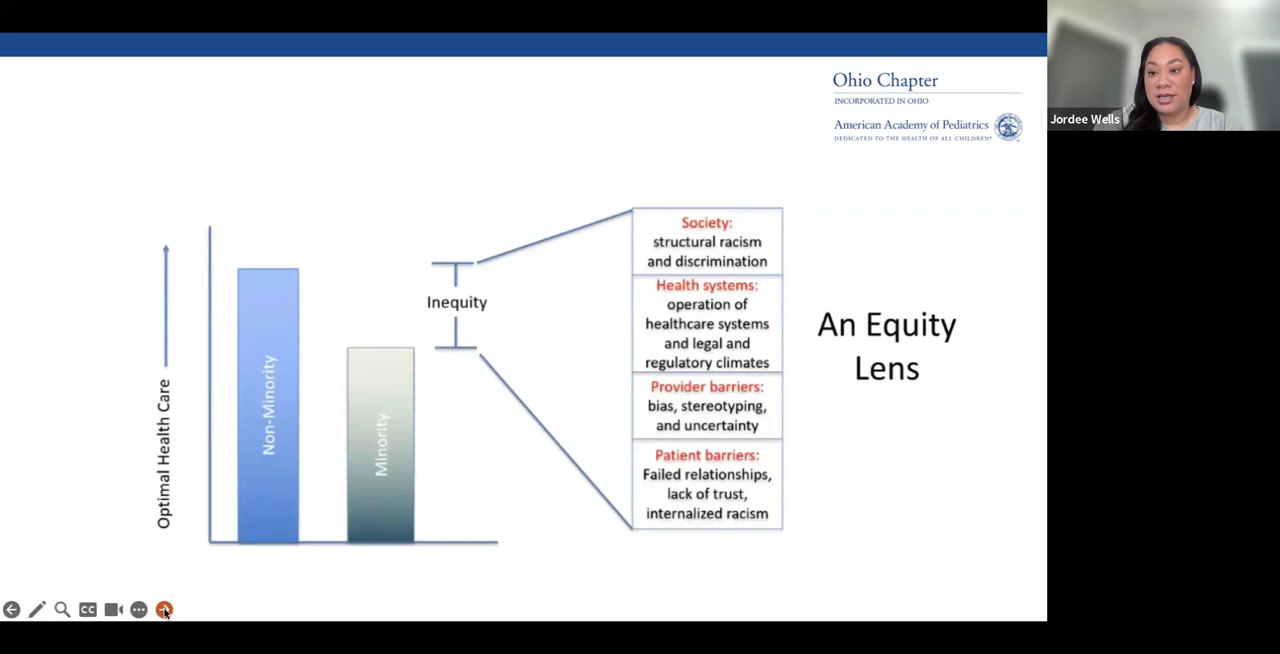 Ohio Chapter
INCORPORATED IN OHIO
American Academy of Pediatrics
DEDICATED TO THE HEALTH OF ALL CHILDREN®
Jordee Wells
Optimal Health Care
Non-Minority
Minority
Inequity
Society:
structural racism
and discrimination
Health systems:
operation of
healthcare systems
and legal and
regulatory climates
Provider barriers:
bias, stereotyping,
and uncertainty
Patient barriers:
Failed relationships,
lack of trust,
internalized racism
An Equity
Lens
CC